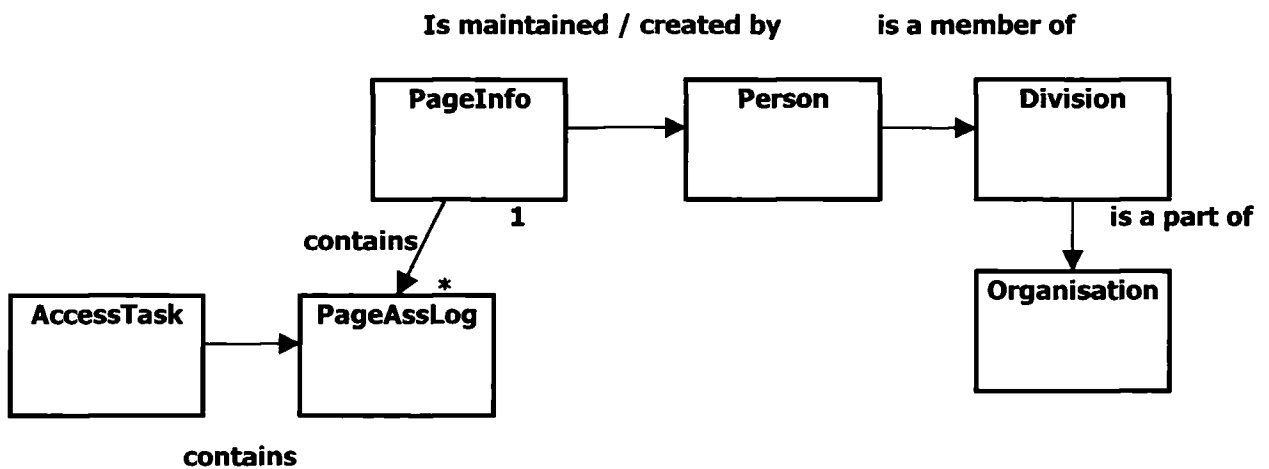 Is maintained / created by
is a member of
PageInfo
Person
Division
1
is a part of
contains
*
Organisation
AccessTask
PageAssLog
contains